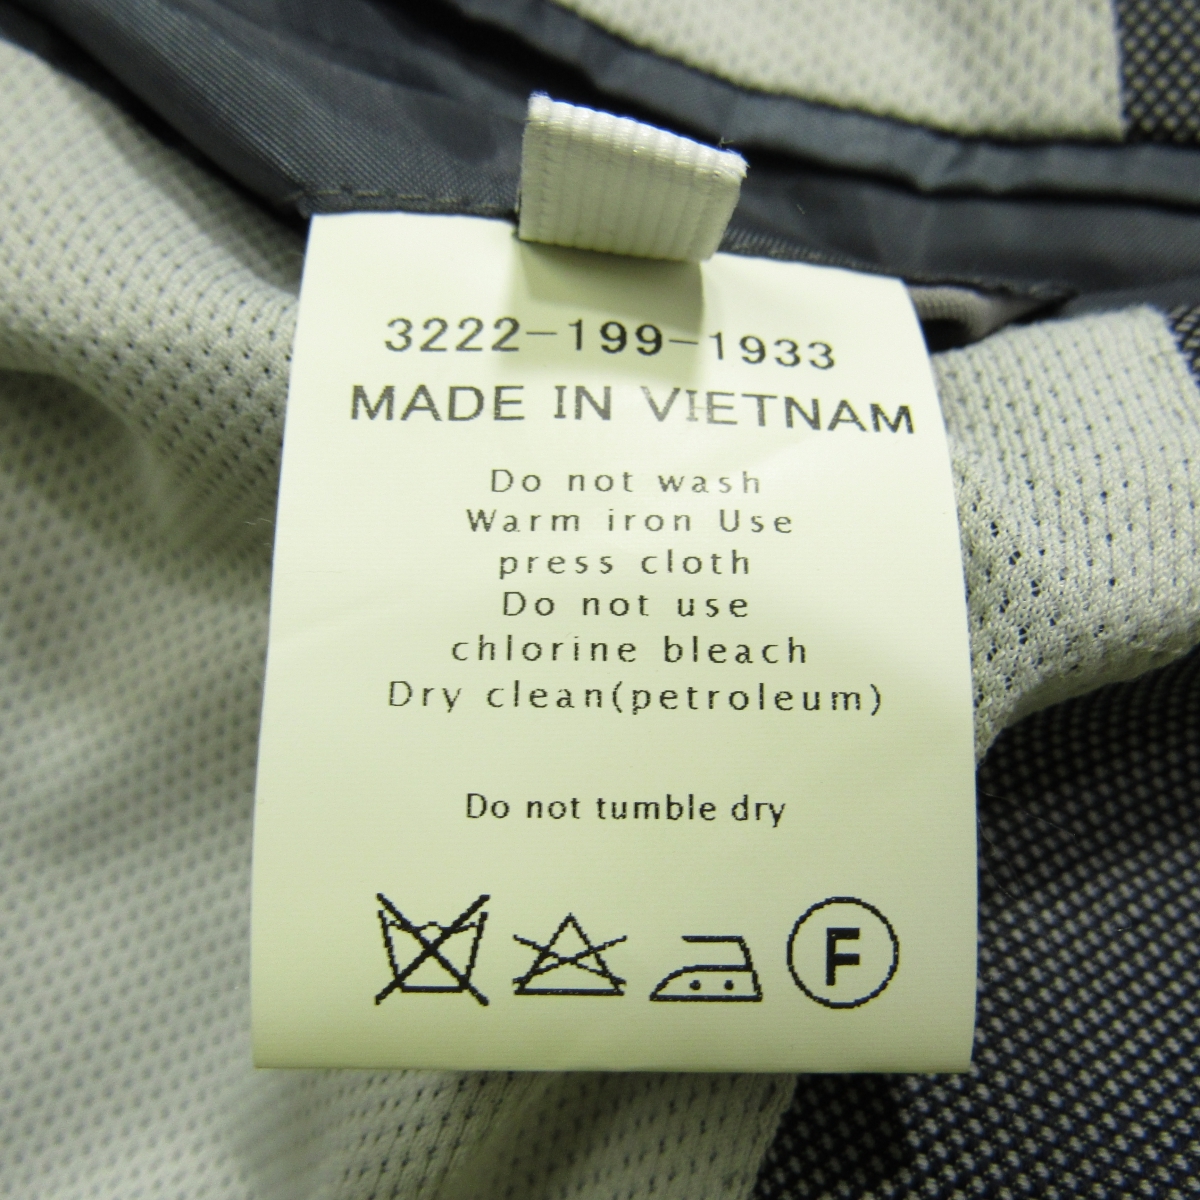 3222-199-1933
MADE IN VIETNAM
Do not wash
Warm iron Use
press cloth
Do not use
chlorine bleach
Dry clean(petroleum)
Do not tumble dry
F